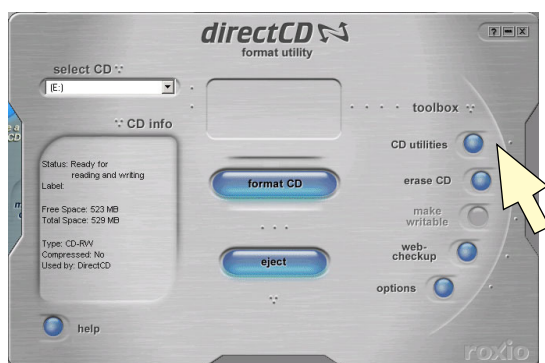 directCD
format utility
? – X
select CD
(E:)
CD info
Status: Ready for
reading and writing
Label:
Free Space: 523 MB
Total Space: 529 MB
Type: CD-RW
Compressed: No
Used by: DirectCD
format CD
eject
toolbox
CD utilities
erase CD
make
writable
web-
checkup
options
help
roxio